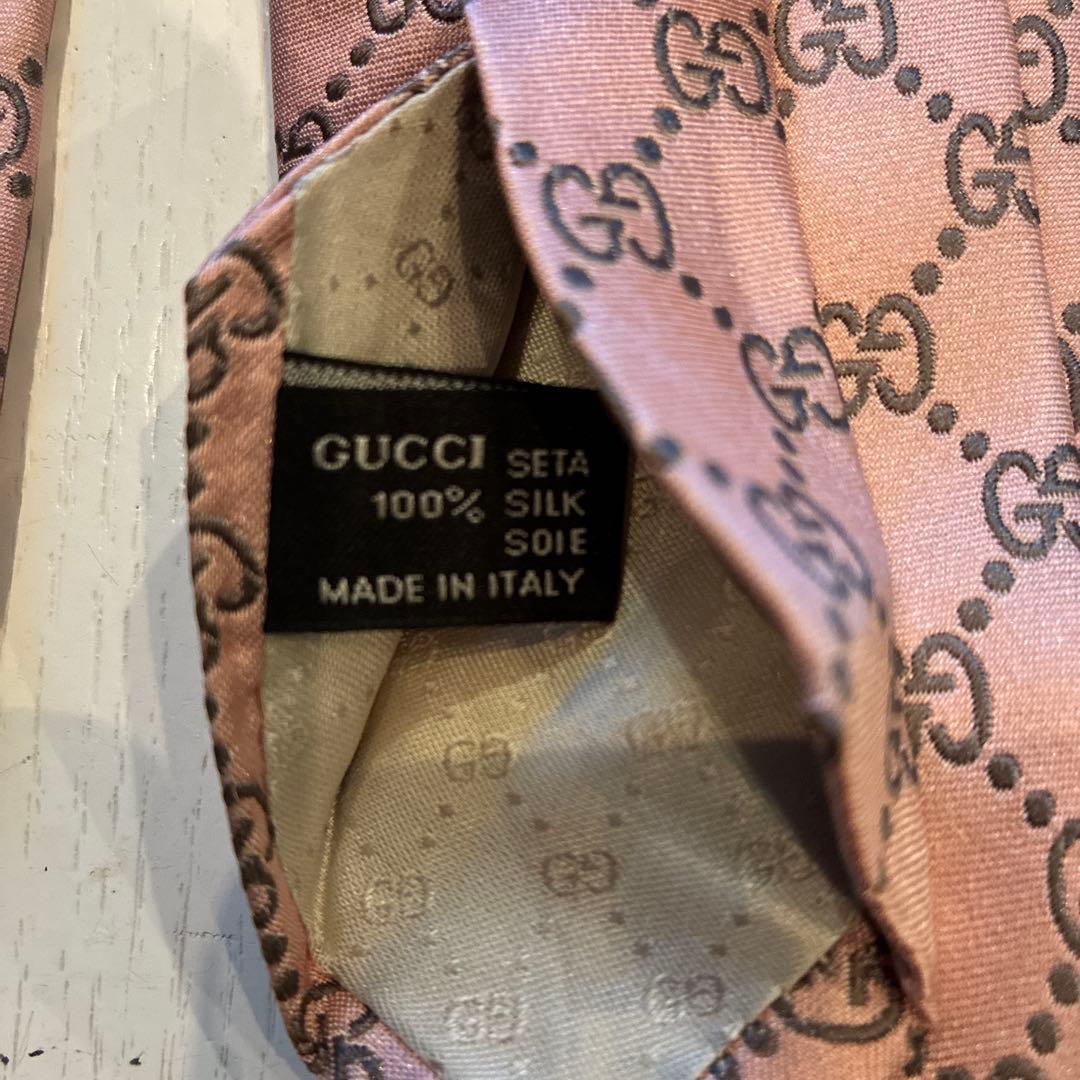 GUCCI SETA
100% SILK
SOIE
MADE IN ITALY